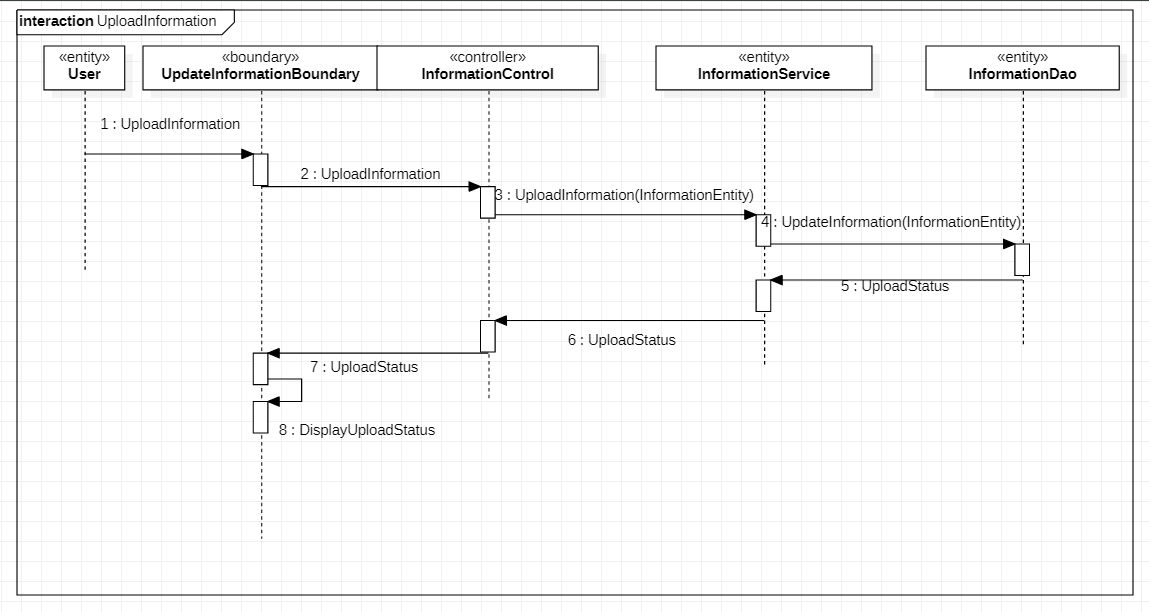 interaction UploadInformation
«entity»
User
«boundary»
UpdateInformationBoundary
«controller»
InformationControl
«entity»
InformationService
«entity»
InformationDao
1 : UploadInformation
2 : UploadInformation
3 : UploadInformation(InformationEntity)
4 : UpdateInformation(InformationEntity)
5 : UploadStatus
6 : UploadStatus
7 : UploadStatus
8 : DisplayUploadStatus